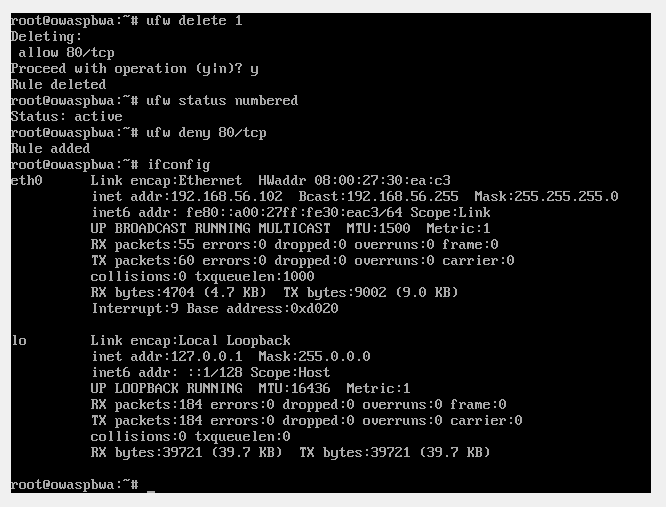 root@owaspbwa:~# ufw delete 1
Deleting:
 allow 80/tcp
Proceed with operation (y|n)? y
Rule deleted
root@owaspbwa:~# ufw status numbered
Status: active
root@owaspbwa:~# ufw deny 80/tcp
Rule added
root@owaspbwa:~# ifconfig
eth0      Link encap:Ethernet  HWaddr 08:00:27:30:ea:c3
          inet addr:192.168.56.102  Bcast:192.168.56.255  Mask:255.255.255.0
          inet6 addr: fe80::a00:27ff:fe30:eac3/64 Scope:Link
          UP BROADCAST RUNNING MULTICAST  MTU:1500  Metric:1
          RX packets:55 errors:0 dropped:0 overruns:0 frame:0
          TX packets:60 errors:0 dropped:0 overruns:0 carrier:0
          collisions:0 txqueuelen:1000
          RX bytes:4704 (4.7 KB)  TX bytes:9002 (9.0 KB)
          Interrupt:9 Base address:0xd020
lo        Link encap:Local Loopback
          inet addr:127.0.0.1  Mask:255.0.0.0
          inet6 addr: ::1/128 Scope:Host
          UP LOOPBACK RUNNING  MTU:16436  Metric:1
          RX packets:184 errors:0 dropped:0 overruns:0 frame:0
          TX packets:184 errors:0 dropped:0 overruns:0 carrier:0
          collisions:0 txqueuelen:0
          RX bytes:39721 (39.7 KB)  TX bytes:39721 (39.7 KB)
root@owaspbwa:~# _